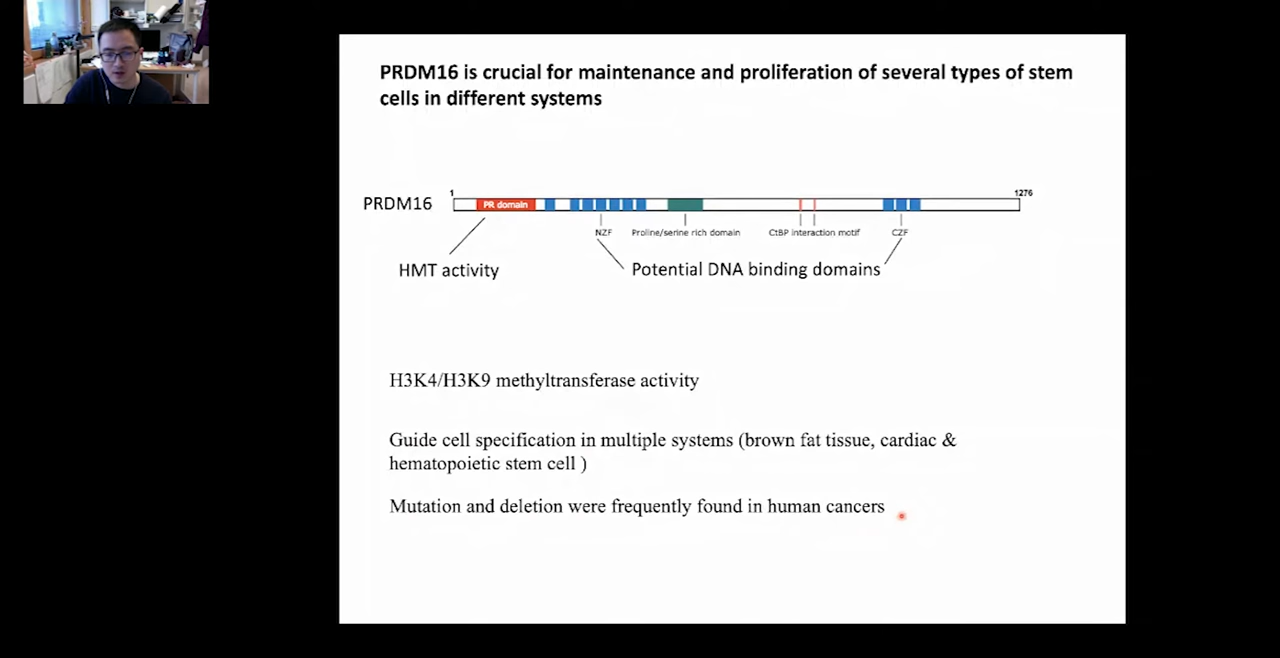 PRDM16 is crucial for maintenance and proliferation of several types of stem
cells in different systems
1
1276
PRDM16
PR domain
NZF
Proline/serine rich domain
CtBP interaction motif
CZF
HMT activity
Potential DNA binding domains
H3K4/H3K9 methyltransferase activity
Guide cell specification in multiple systems (brown fat tissue, cardiac &
hematopoietic stem cell )
Mutation and deletion were frequently found in human cancers